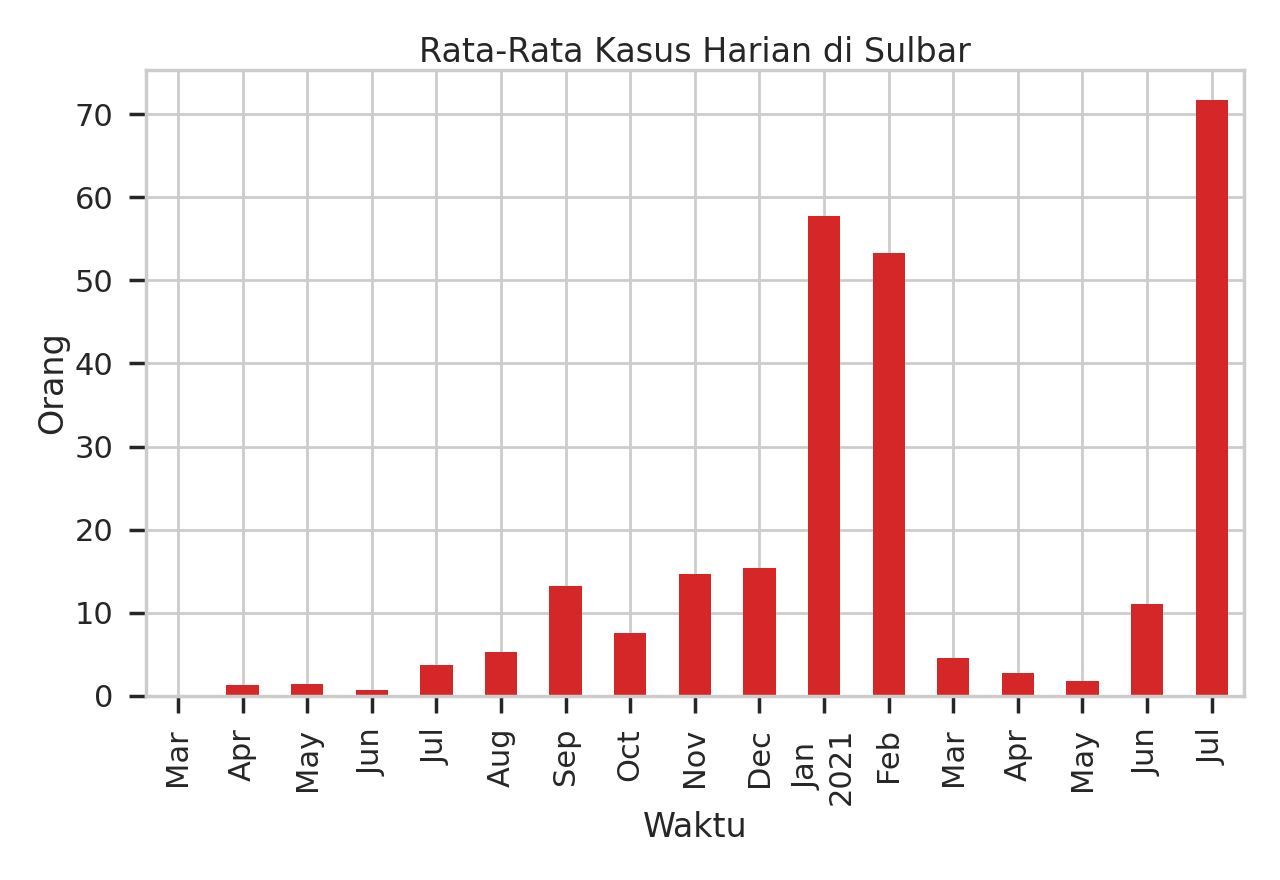 Rata-Rata Kasus Harian di Sulbar
Orang
70
60
50
40
30
20
10
0
Mar
Apr
May
Jun
Jul
Aug
Sep
Oct
Nov
Dec
Jan
2021
Feb
Mar
Apr
May
Jun
Jul
Waktu